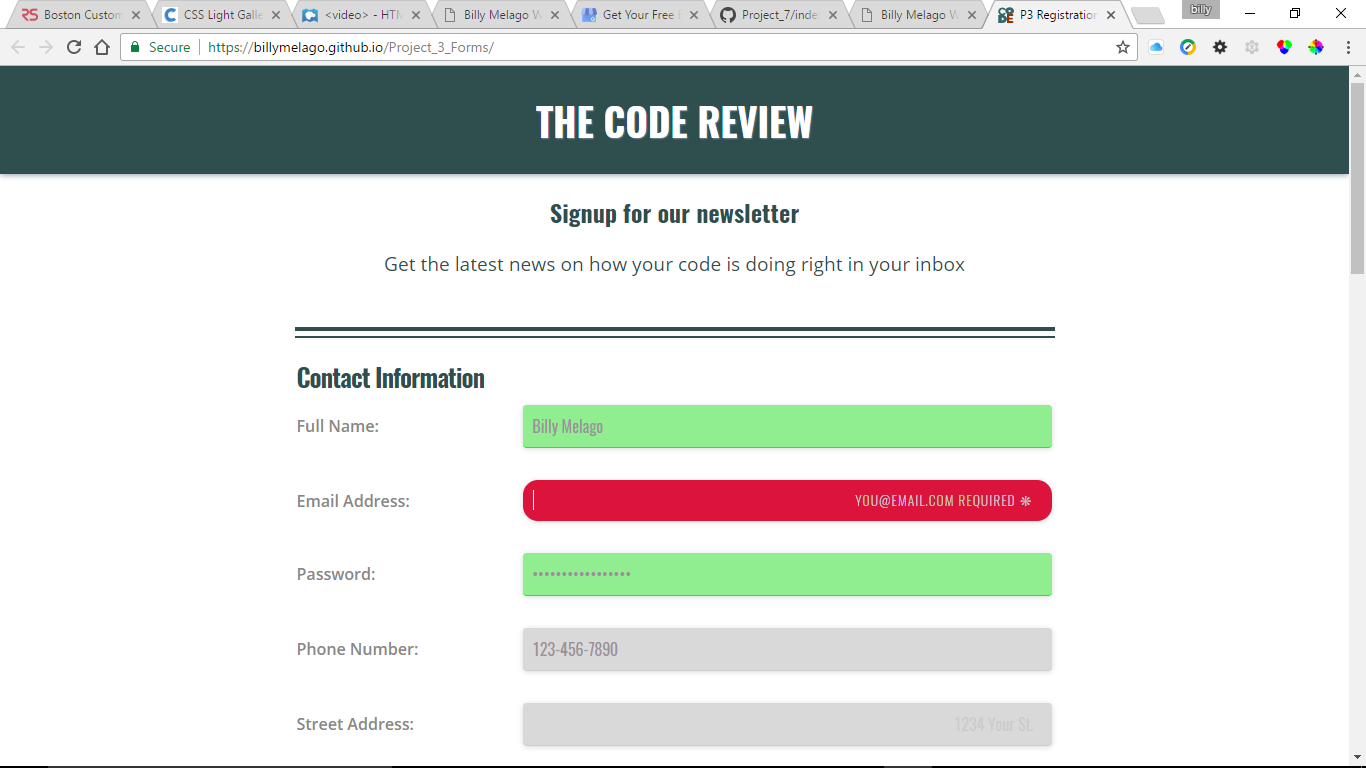 Boston Custom
CSS Light Galle
<video> - HTM
Billy Melago W
Get Your Free
Project_7/inde
Billy Melago W
P3 Registration
billy
Secure
https://billymelago.github.io/Project_3_Forms/
THE CODE REVIEW
Signup for our newsletter
Get the latest news on how your code is doing right in your inbox
Contact Information
Full Name:
Billy Melago
Email Address:
YOU@EMAIL.COM REQUIRED ❊
Password:
•••••••••••••••••
Phone Number:
123-456-7890
Street Address:
1234 Your St.